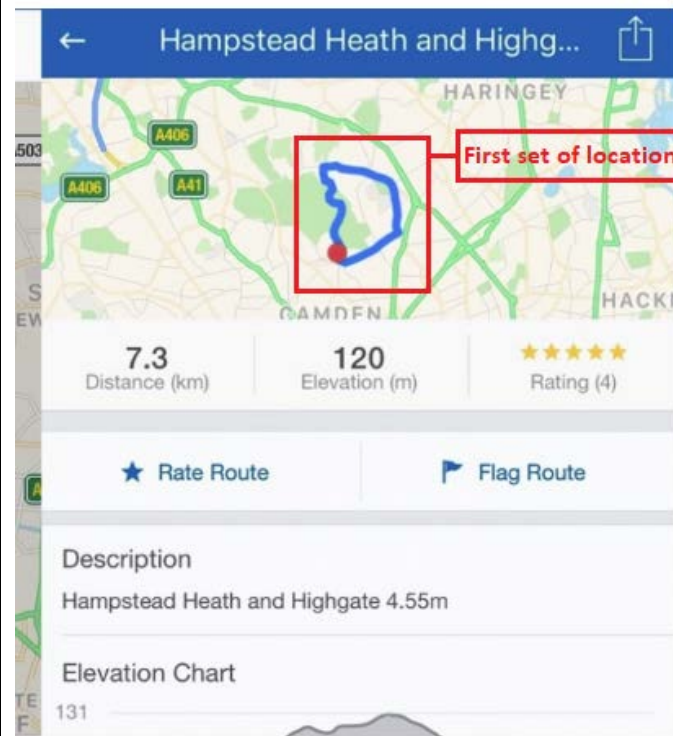 Hampstead Heath and Highg...
HARINGEY
A406
A503
First set of location
A406
A41
CAMDEN
HACK
7.3
120
Distance (km)
Elevation (m)
Rating (4)
Rate Route
Flag Route
Description
Hampstead Heath and Highgate 4.55m
Elevation Chart
131